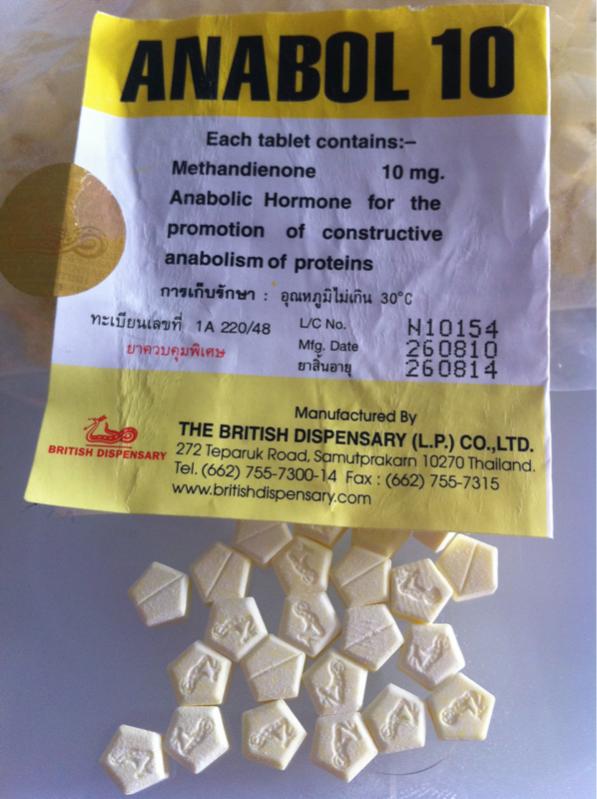 ANABOL 10
Each tablet contains:–
Methandienone 10 mg.
Anabolic Hormone for the
promotion of constructive
anabolism of proteins
การเก็บรักษา : อุณหภูมิไม่เกิน 30°C
ทะเบียนเลขที่ 1A 220/48
ยาควบคุมพิเศษ
L/C No. N10154
Mfg. Date 260810
ยาสิ้นอายุ 260814
Manufactured By
THE BRITISH DISPENSARY (L.P.) CO.,LTD.
272 Teparuk Road, Samutprakarn 10270 Thailand.
Tel. (662) 755-7300-14 Fax : (662) 755-7315
www.britishdispensary.com
BRITISH DISPENSARY